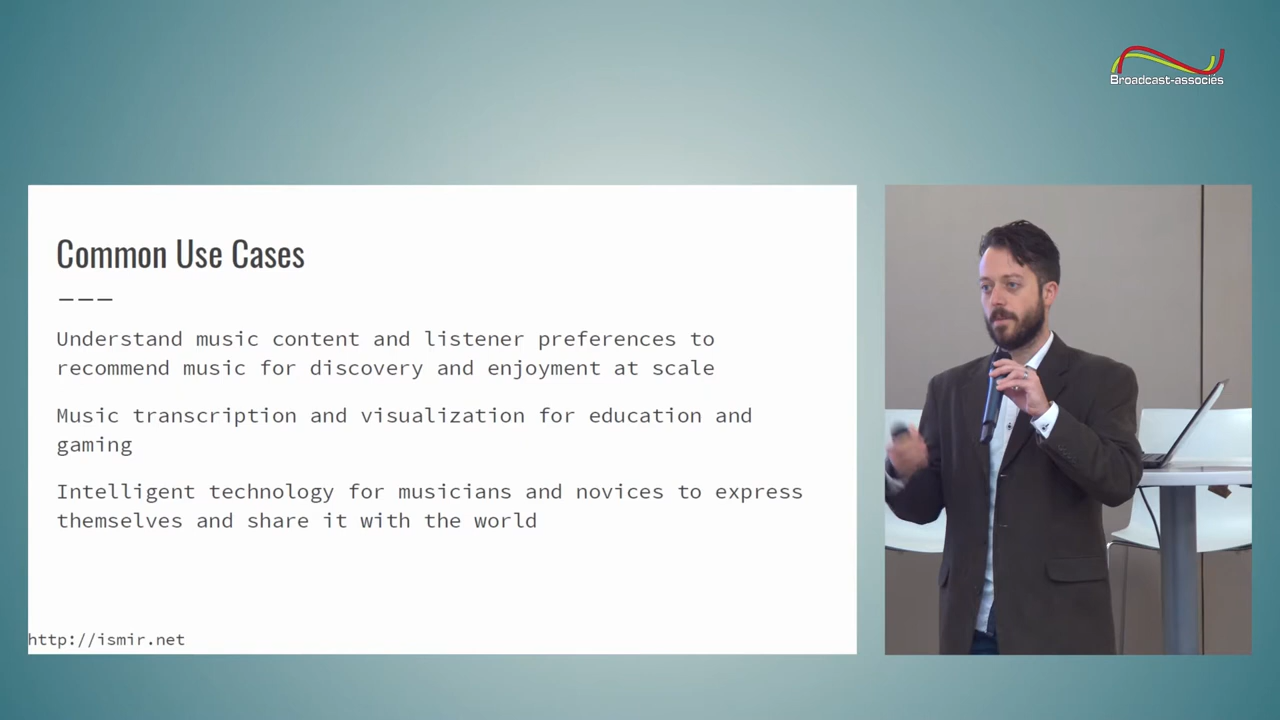 Broadcast-associés
Common Use Cases
———
Understand music content and listener preferences to
recommend music for discovery and enjoyment at scale
Music transcription and visualization for education and
gaming
Intelligent technology for musicians and novices to express
themselves and share it with the world
http://ismir.net